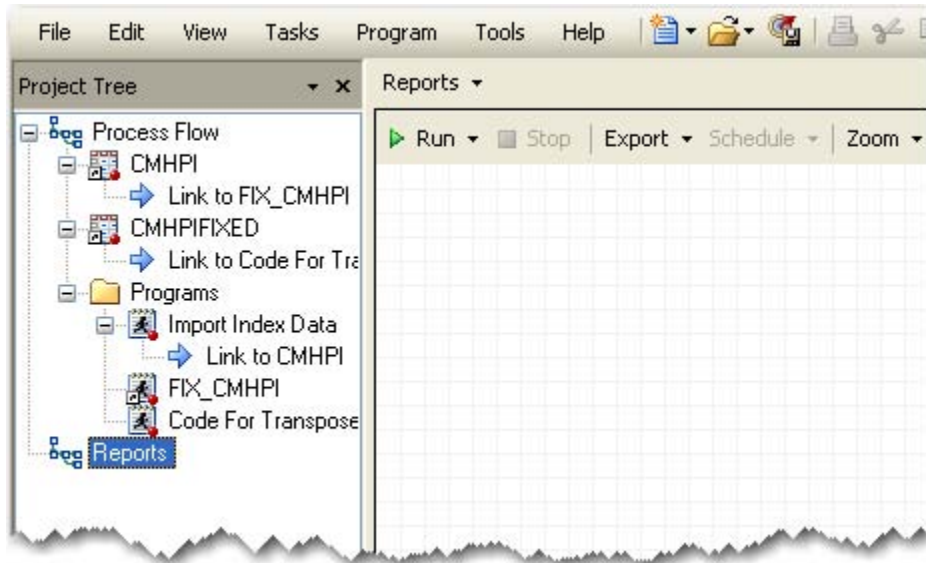 File Edit View Tasks Program Tools Help
Project Tree
Reports
Run Stop Export Schedule Zoom
Process Flow
CMHPI
Link to FIX_CMHPI
CMHPIFIXED
Link to Code For Tra
Programs
Import Index Data
Link to CMHPI
FIX_CMHPI
Code For Transpose
Reports